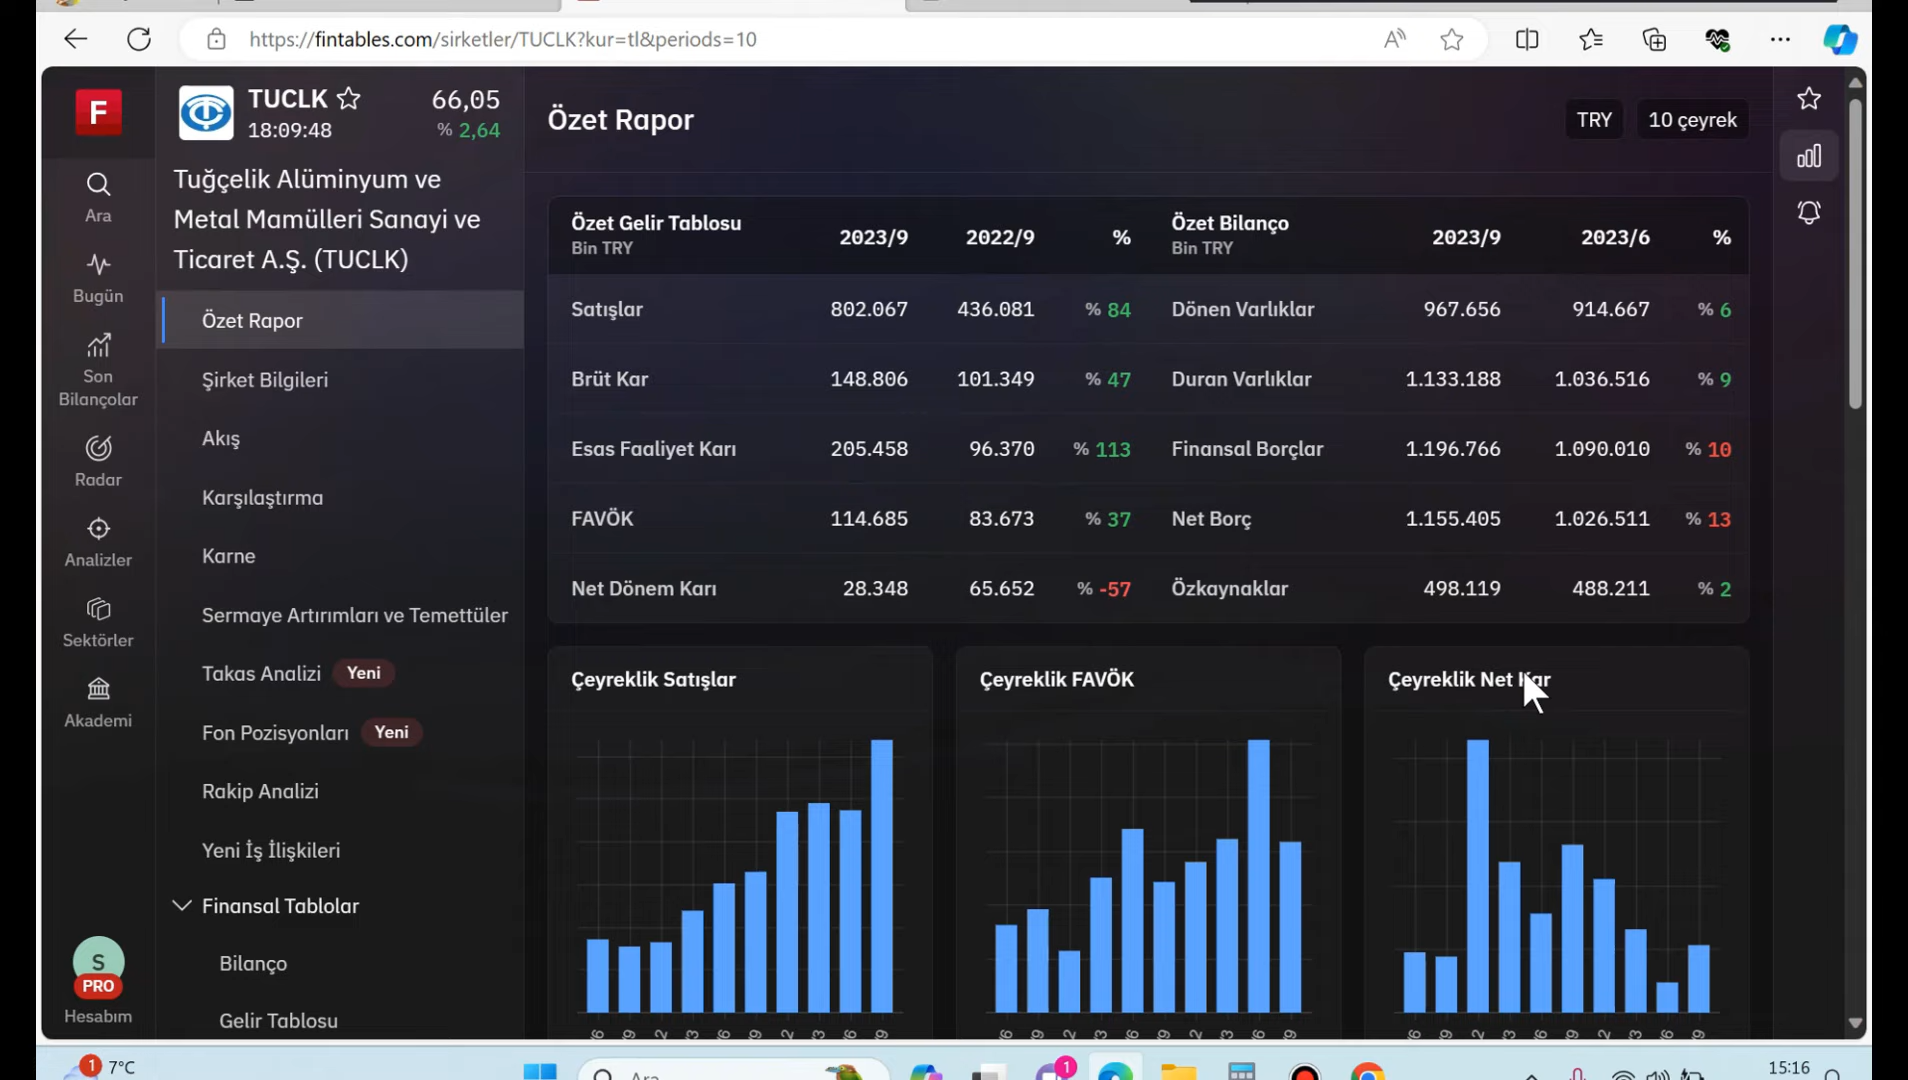 https://fintables.com/sirketler/TUCLK?kur=tl&periods=10
F
Ara
Bugün
Son
Bilançolar
Radar
Analizler
Sektörler
Akademi
S
PRO
Hesabım
TUCLK
66,05
18:09:48
% 2,64
Tuğçelik Alüminyum ve
Metal Mamülleri Sanayi ve
Ticaret A.Ş. (TUCLK)
Özet Rapor
Şirket Bilgileri
Akış
Karşılaştırma
Karne
Sermaye Artırımları ve Temettüler
Takas Analizi Yeni
Fon Pozisyonları Yeni
Rakip Analizi
Yeni İş İlişkileri
Finansal Tablolar
Bilanço
Gelir Tablosu
Özet Rapor
TRY 10 çeyrek
Özet Gelir Tablosu 2023/9 2022/9 %
Bin TRY
Satışlar 802.067 436.081 % 84
Brüt Kar 148.806 101.349 % 47
Esas Faaliyet Karı 205.458 96.370 % 113
FAVÖK 114.685 83.673 % 37
Net Dönem Karı 28.348 65.652 % -57
Özet Bilanço 2023/9 2023/6 %
Bin TRY
Dönen Varlıklar 967.656 914.667 % 6
Duran Varlıklar 1.133.188 1.036.516 % 9
Finansal Borçlar 1.196.766 1.090.010 % 10
Net Borç 1.155.405 1.026.511 % 13
Özkaynaklar 498.119 488.211 % 2
Çeyreklik Satışlar
Çeyreklik FAVÖK
Çeyreklik Net Kar
1
7°C
Ara
1
15:16